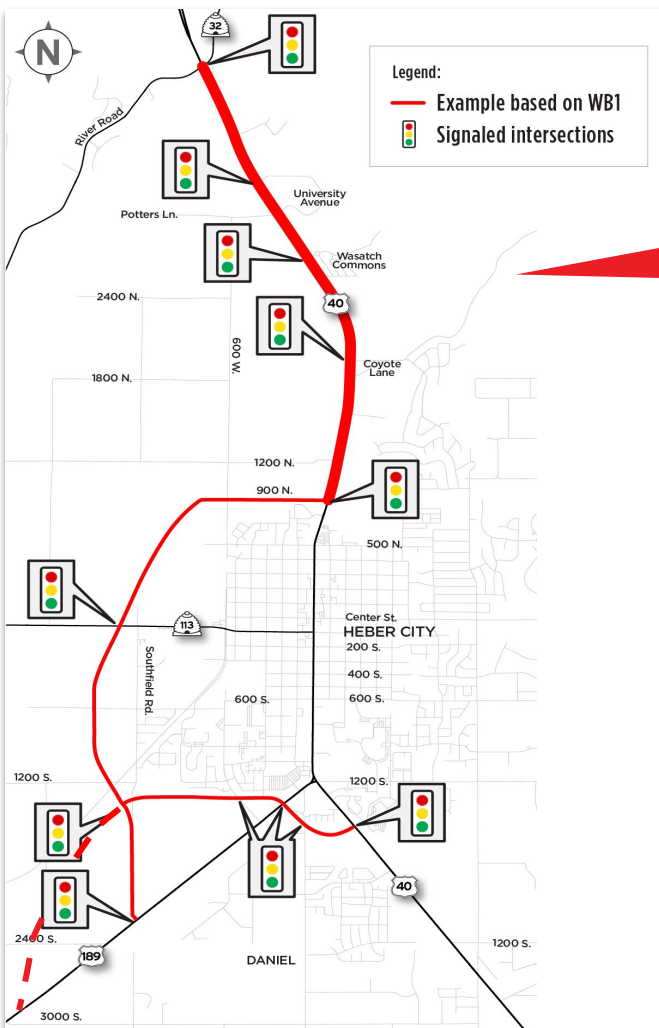 32
N
Legend:
Example based on WB1
Signaled intersections
River Road
University
Avenue
Potters Ln.
Wasatch
Commons
2400 N.
40
600 W.
Coyote
Lane
1800 N.
1200 N.
900 N.
500 N.
113
Center St.
HEBER CITY
200 S.
Southfield Rd.
400 S.
600 S.
600 S.
1200 S.
1200 S.
40
2400 S.
1200 S.
189
DANIEL
3000 S.